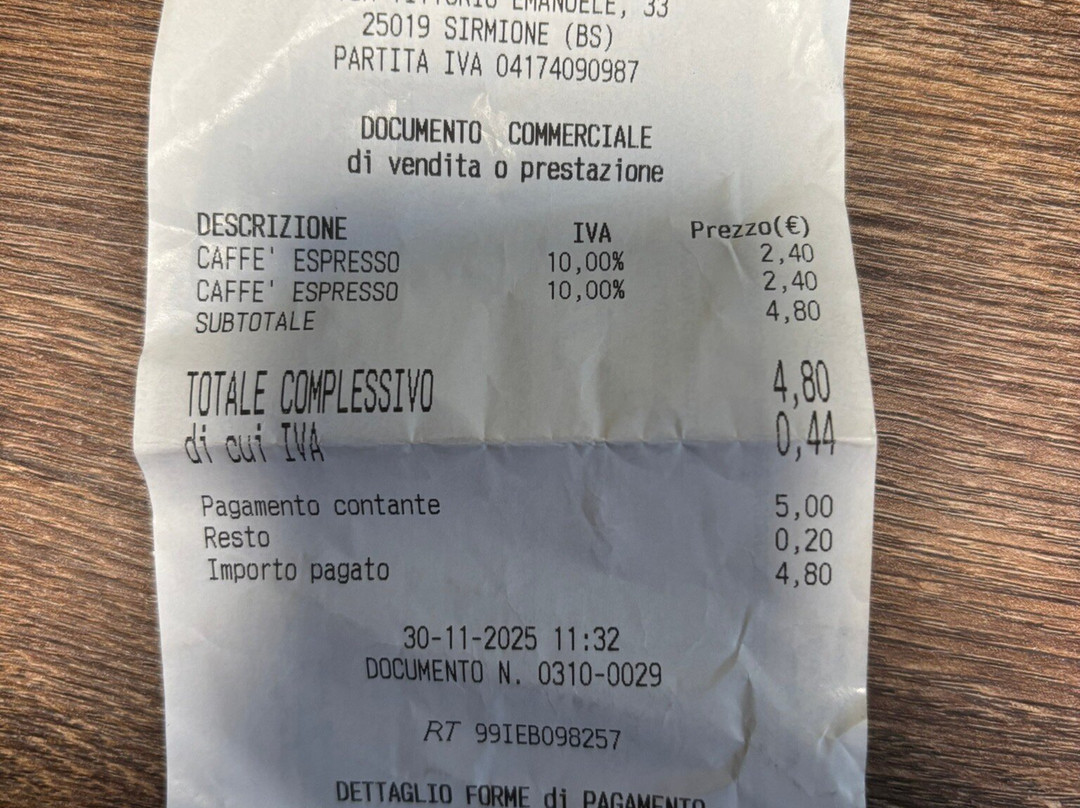 EMANUELE, 33
25019 SIRMIONE (BS)
PARTITA IVA 04174090987
DOCUMENTO COMMERCIALE
di vendita o prestazione
DESCRIZIONE IVA Prezzo(€)
CAFFE' ESPRESSO 10,00% 2,40
CAFFE' ESPRESSO 10,00% 2,40
SUBTOTALE 4,80
TOTALE COMPLESSIVO 4,80
di cui IVA 0,44
Pagamento contante 5,00
Resto 0,20
Importo pagato 4,80
30-11-2025 11:32
DOCUMENTO N. 0310-0029
RT 99IEB098257
DETTAGLIO FORME di PAGAMENTO